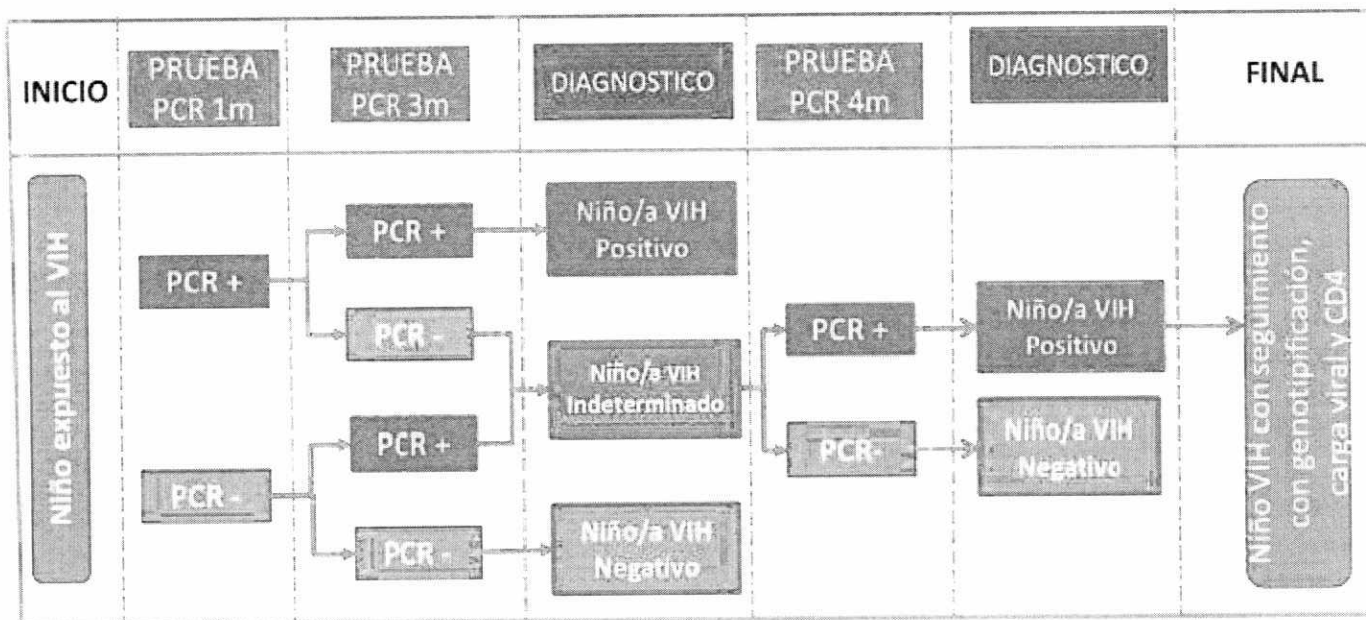 INICIO
PRUEBA
PCR 1m
PRUEBA
PCR 3m
DIAGNOSTICO
PRUEBA
PCR 4m
DIAGNOSTICO
FINAL
Niño expuesto al VIH
PCR +
PCR -
PCR +
PCR -
PCR +
PCR -
Niño/a VIH
Positivo
Niño/a VIH
Indeterminado
Niño/a VIH
Negativo
PCR +
PCR-
Niño/a VIH
Positivo
Niño/a VIH
Negativo
Niño VIH con seguimiento
con genotipificación,
carga viral y CD4